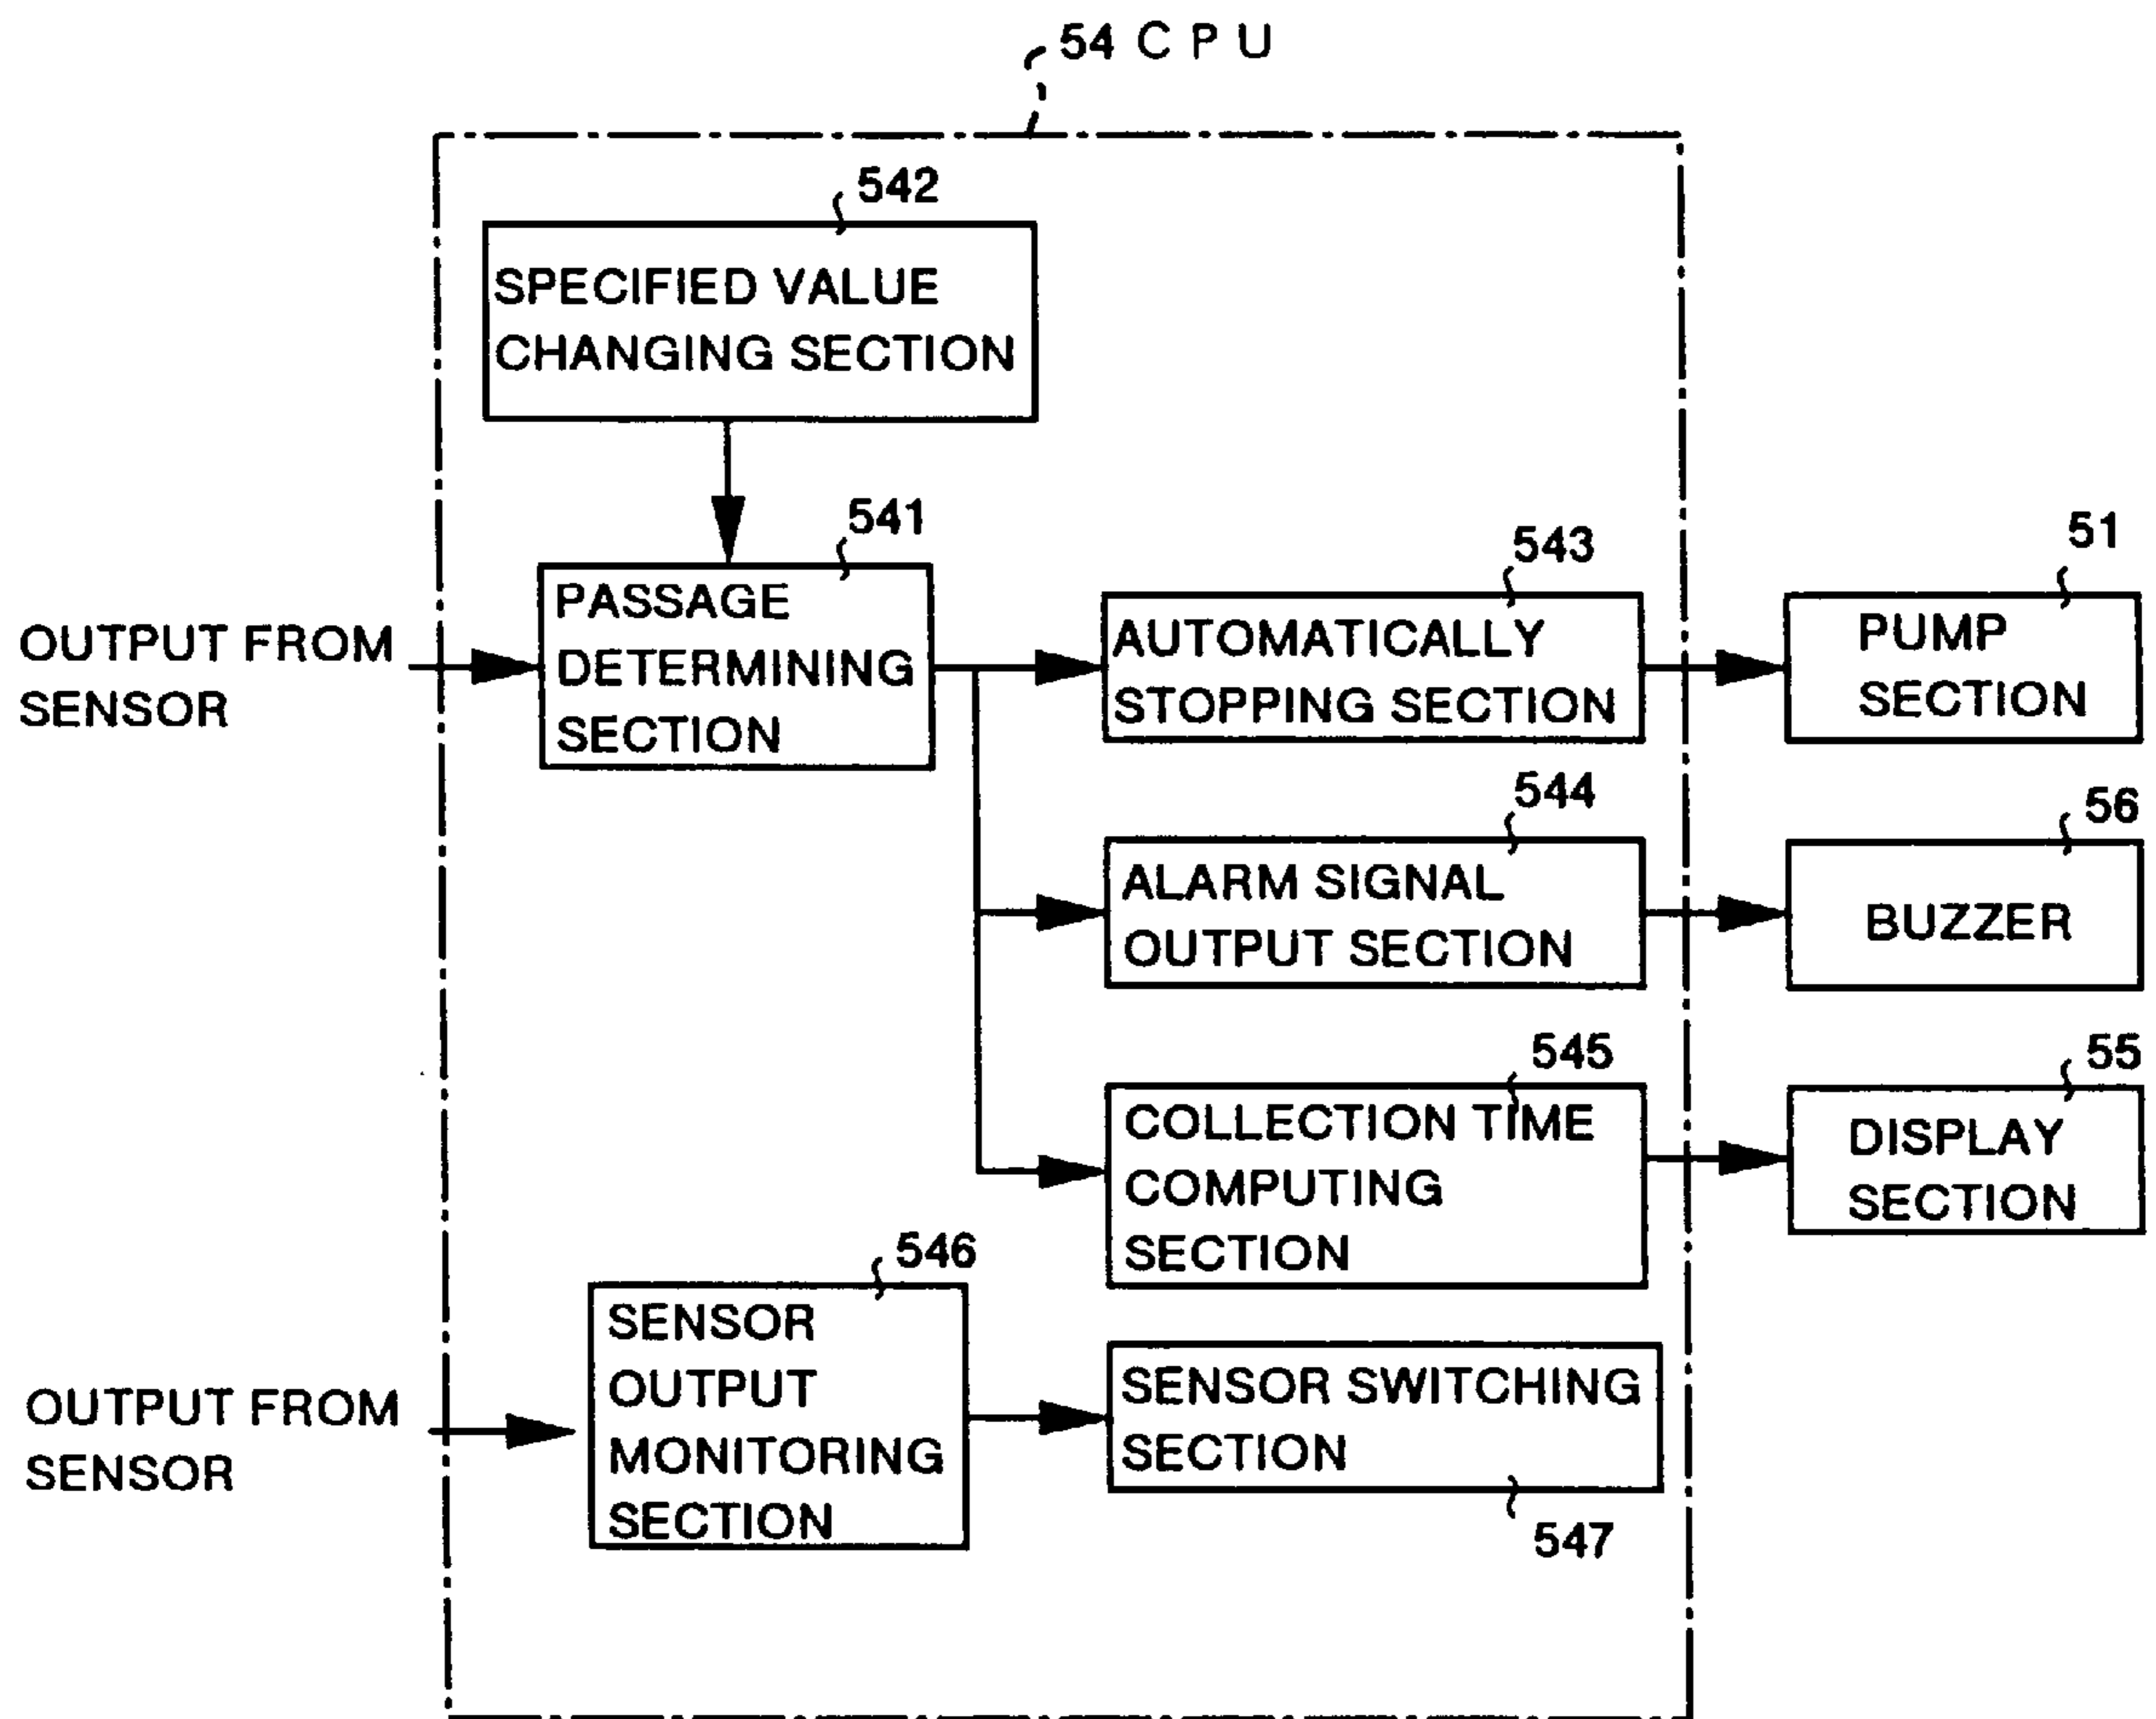 54 CPU
542
SPECIFIED VALUE
CHANGING SECTION
541
PASSAGE
DETERMINING
SECTION
OUTPUT FROM
SENSOR
543
AUTOMATICALLY
STOPPING SECTION
51
PUMP
SECTION
544
ALARM SIGNAL
OUTPUT SECTION
56
BUZZER
545
COLLECTION TIME
COMPUTING
SECTION
55
DISPLAY
SECTION
546
SENSOR
OUTPUT
MONITORING
SECTION
OUTPUT FROM
SENSOR
SENSOR SWITCHING
SECTION
547